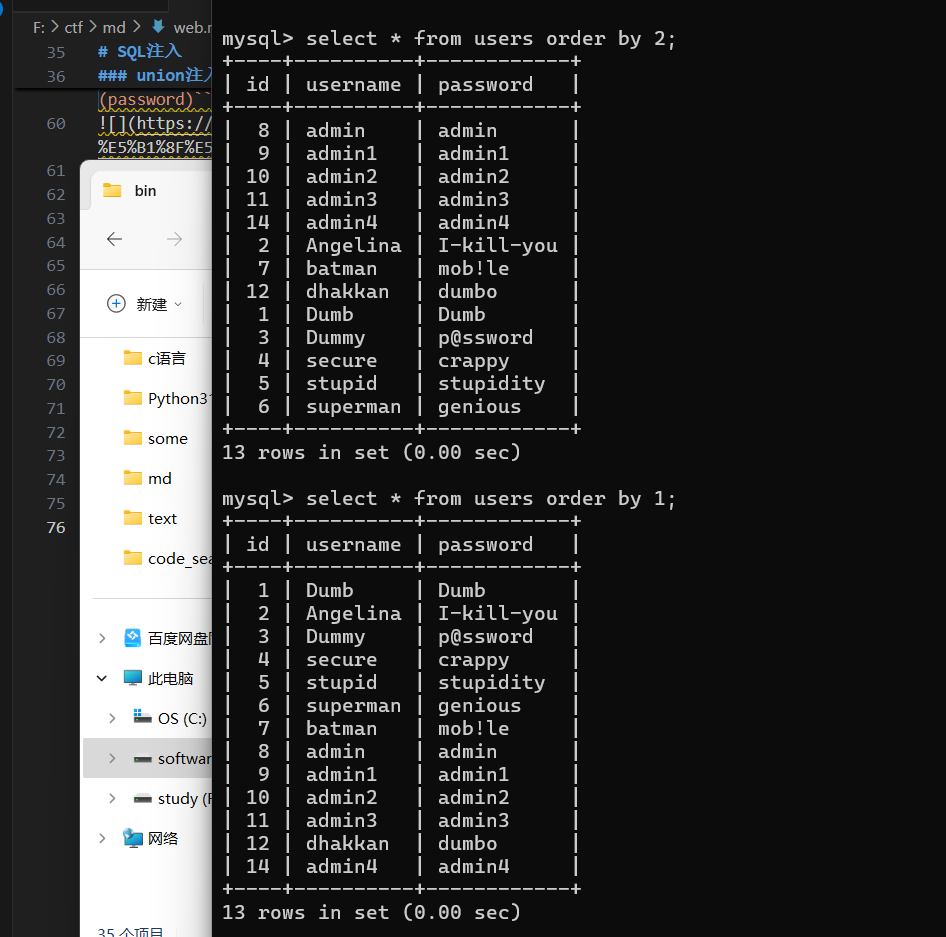 F: > ctf > md > web.
35 # SQL注入
36 ### union注入
(password)``
60 ![](https://
%E5%B1%8F%E5
61
62
63
64
65
66
67
68
69
70
71
72
73
74
75
76
bin
新建
c语言
Python31
some
md
text
code_sea
百度网盘
此电脑
OS (C:)
softwar
study (
网络
35 个项目
mysql> select * from users order by 2;
+----+----------+------------+
| id | username | password   |
+----+----------+------------+
|  8 | admin    | admin      |
|  9 | admin1   | admin1     |
| 10 | admin2   | admin2     |
| 11 | admin3   | admin3     |
| 14 | admin4   | admin4     |
|  2 | Angelina | I-kill-you |
|  7 | batman   | mob!le     |
| 12 | dhakkan  | dumbo      |
|  1 | Dumb     | Dumb       |
|  3 | Dummy    | p@ssword   |
|  4 | secure   | crappy     |
|  5 | stupid   | stupidity  |
|  6 | superman | genious    |
+----+----------+------------+
13 rows in set (0.00 sec)
mysql> select * from users order by 1;
+----+----------+------------+
| id | username | password   |
+----+----------+------------+
|  1 | Dumb     | Dumb       |
|  2 | Angelina | I-kill-you |
|  3 | Dummy    | p@ssword   |
|  4 | secure   | crappy     |
|  5 | stupid   | stupidity  |
|  6 | superman | genious    |
|  7 | batman   | mob!le     |
|  8 | admin    | admin      |
|  9 | admin1   | admin1     |
| 10 | admin2   | admin2     |
| 11 | admin3   | admin3     |
| 12 | dhakkan  | dumbo      |
| 14 | admin4   | admin4     |
+----+----------+------------+
13 rows in set (0.00 sec)